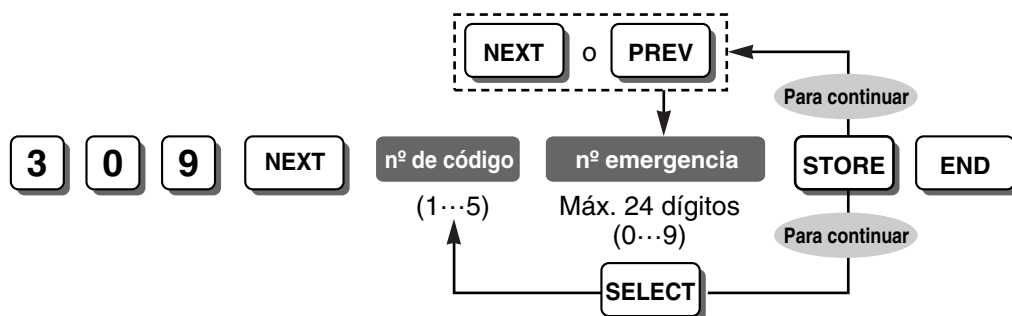 NEXT o PREV
Para continuar
3 0 9 NEXT nº de código nº emergencia STORE END
(1···5) Máx. 24 dígitos
(0···9)
Para continuar
SELECT